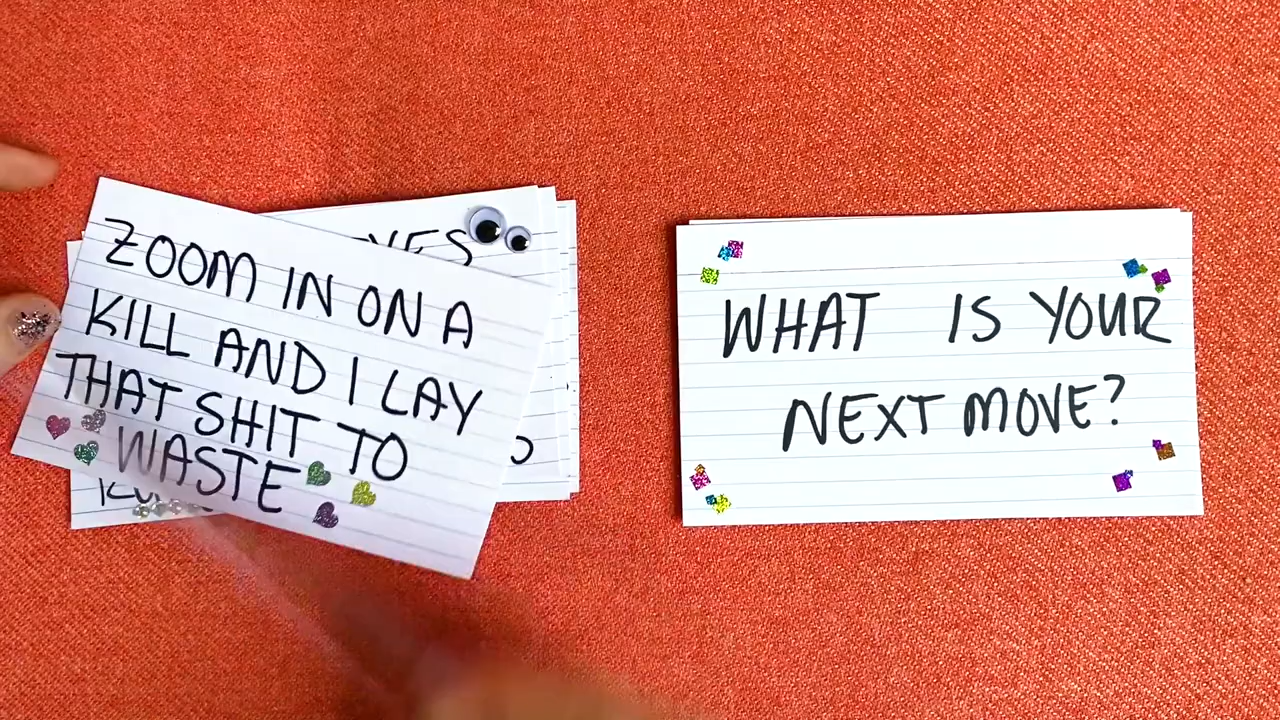 ZOOM IN ON A
KILL AND I LAY
THAT SHIT TO
WASTE
WHAT IS YOUR
NEXT MOVE?